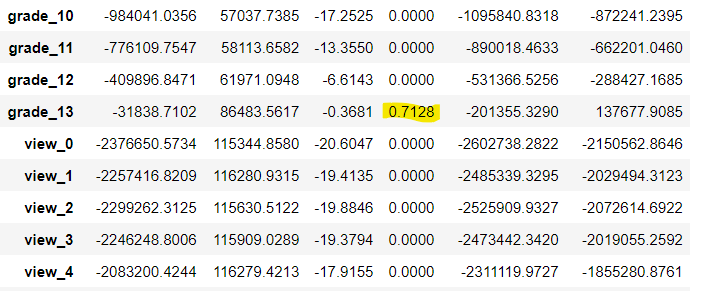 grade_10 -984041.0356 57037.7385 -17.2525 0.0000 -1095840.8318 -872241.2395
grade_11 -776109.7547 58113.6582 -13.3550 0.0000 -890018.4633 -662201.0460
grade_12 -409896.8471 61971.0948 -6.6143 0.0000 -531366.5256 -288427.1685
grade_13 -31838.7102 86483.5617 -0.3681 0.7128 -201355.3290 137677.9085
view_0 -2376650.5734 115344.8580 -20.6047 0.0000 -2602738.2822 -2150562.8646
view_1 -2257416.8209 116280.9315 -19.4135 0.0000 -2485339.3295 -2029494.3123
view_2 -2299262.3125 115630.5122 -19.8846 0.0000 -2525909.9327 -2072614.6922
view_3 -2246248.8006 115909.0289 -19.3794 0.0000 -2473442.3420 -2019055.2592
view_4 -2083200.4244 116279.4213 -17.9155 0.0000 -2311119.9727 -1855280.8761